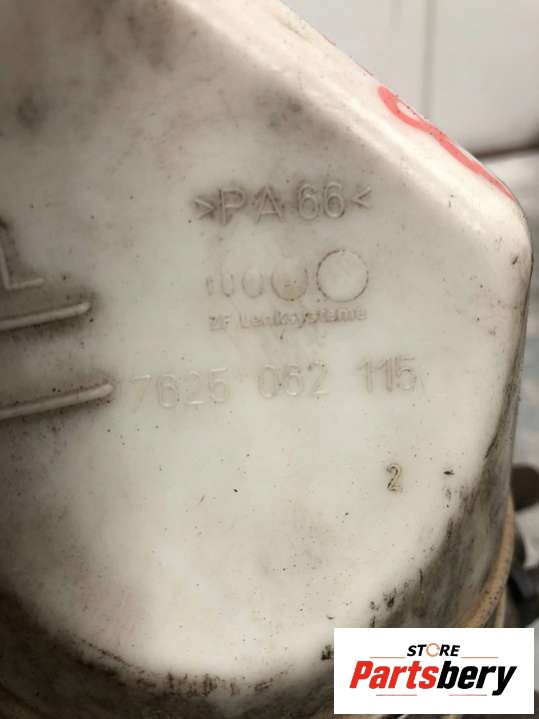 >PA 66<
ZF Lenksysteme
7625 062 115
2
L
STORE
Partsbery